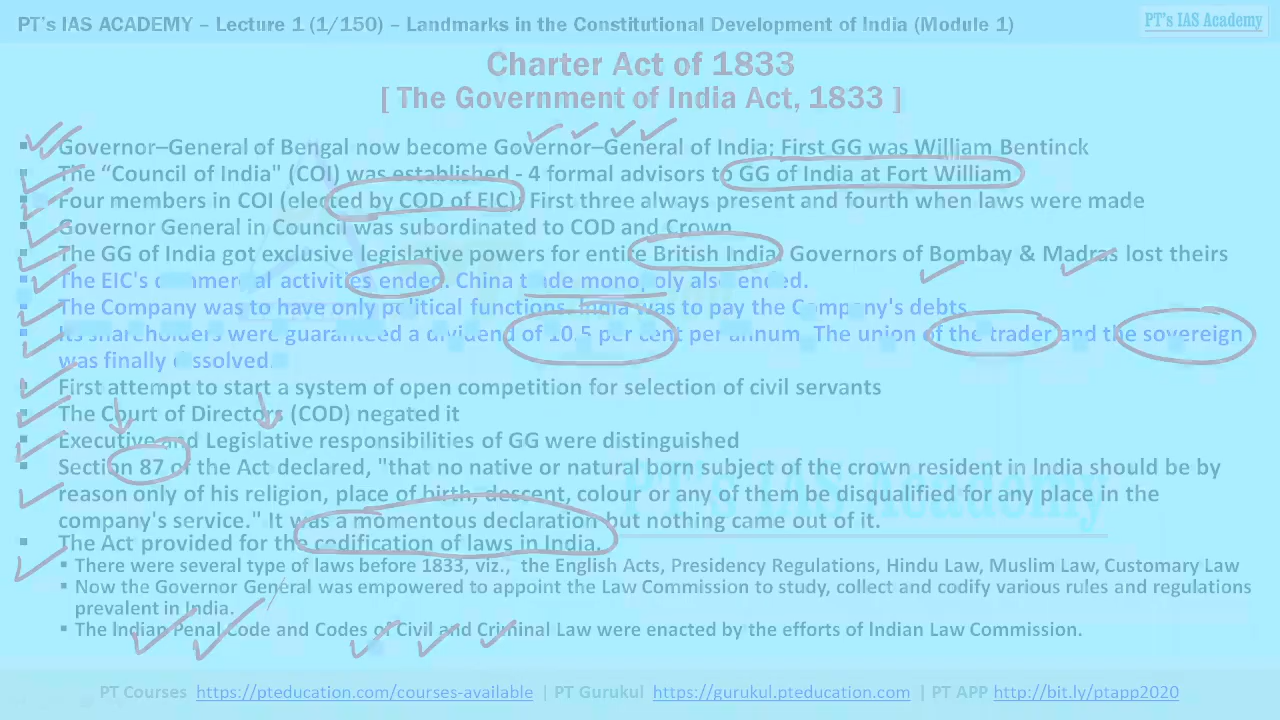 PT's IAS ACADEMY – Lecture 1 (1/150) – Landmarks in the Constitutional Development of India (Module 1)
PT's IAS Academy
Charter Act of 1833
[ The Government of India Act, 1833 ]
▪ Governor–General of Bengal now become Governor–General of India; First GG was William Bentinck
▪ The “Council of India" (COI) was established - 4 formal advisors to GG of India at Fort William
▪ Four members in COI (elected by COD of EIC); First three always present and fourth when laws were made
▪ Governor General in Council was subordinated to COD and Crown
▪ The GG of India got exclusive legislative powers for entire British India. Governors of Bombay & Madras lost theirs
▪ The EIC's commercial activities ended. China trade monopoly also ended.
▪ The Company was to have only political functions. India was to pay the Company's debts
▪ Its shareholders were guaranteed a dividend of 10.5 per cent per annum. The union of the trader and the sovereign
was finally dissolved.
▪ First attempt to start a system of open competition for selection of civil servants
▪ The Court of Directors (COD) negated it
▪ Executive and Legislative responsibilities of GG were distinguished
▪ Section 87 of the Act declared, "that no native or natural born subject of the crown resident in India should be by
reason only of his religion, place of birth, descent, colour or any of them be disqualified for any place in the
company's service." It was a momentous declaration but nothing came out of it.
▪ The Act provided for the codification of laws in India.
▪ There were several type of laws before 1833, viz., the English Acts, Presidency Regulations, Hindu Law, Muslim Law, Customary Law
▪ Now the Governor General was empowered to appoint the Law Commission to study, collect and codify various rules and regulations
prevalent in India.
▪ The Indian Penal Code and Codes of Civil and Criminal Law were enacted by the efforts of Indian Law Commission.
PT's IAS Academy
PT Courses https://pteducation.com/courses-available | PT Gurukul https://gurukul.pteducation.com | PT APP http://bit.ly/ptapp2020